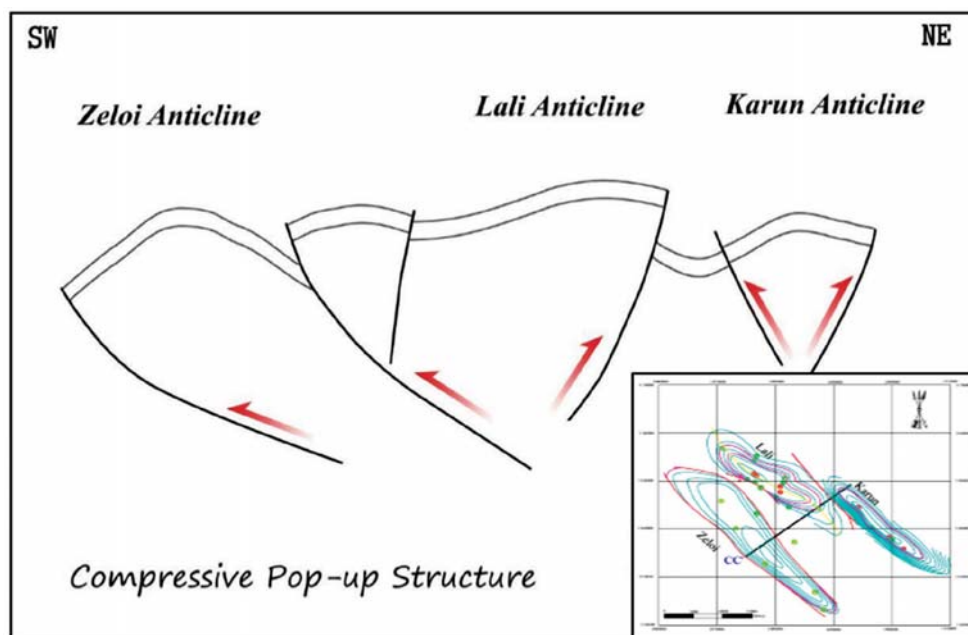 SW
NE
Zeloi Anticline
Lali Anticline
Karun Anticline
Lali
Karun
Zeloi
CC'
Compressive Pop-up Structure